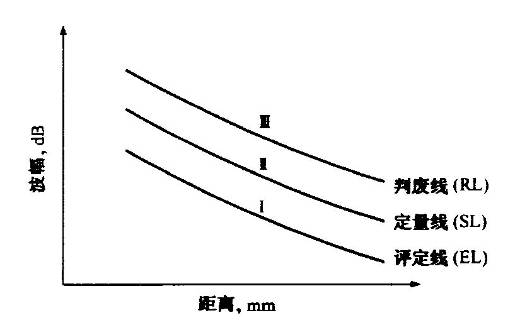 波幅, dB
Ⅲ
Ⅱ
Ⅰ
判废线 (RL)
定量线 (SL)
评定线 (EL)
距离, mm